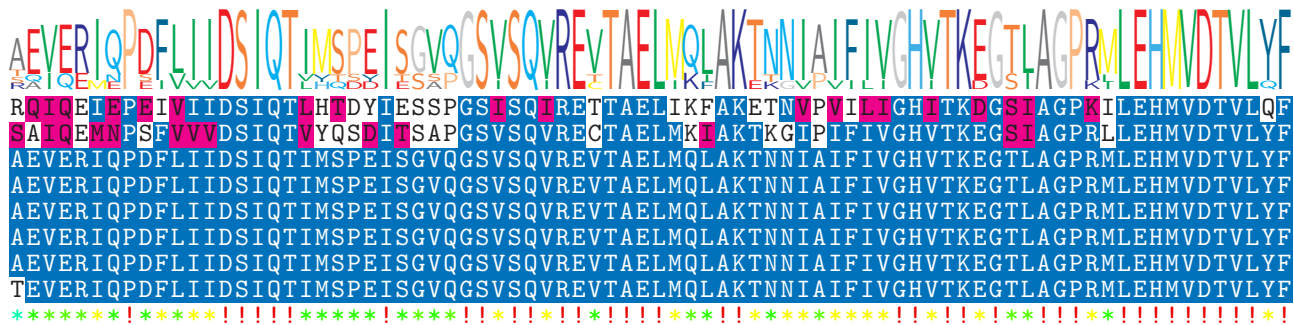 AEVERIQPDFLIIDSIQTIMSPEISGVQGSVSQVREVTAELMQLAKTNNIAIFIVGHVTKEGTLAGPRMLEHMVDTVLYF
RQIQEIEPEIVIIDSIQTLHTDYIESSPGSISQIRETTAELIKFAKETNVPVILIGHITKDGSIAGPKILEHMVDTVLQF
SAIQEMNPSFVVVDSIQTVYQSDITSAPGSVSQVRECTAELMKIAKTKGIPIFIVGHVTKEGSIAGPRLLEHMVDTVLYF
AEVERIQPDFLIIDSIQTIMSPEISGVQGSVSQVREVTAELMQLAKTNNIAIFIVGHVTKEGTLAGPRMLEHMVDTVLYF
AEVERIQPDFLIIDSIQTIMSPEISGVQGSVSQVREVTAELMQLAKTNNIAIFIVGHVTKEGTLAGPRMLEHMVDTVLYF
AEVERIQPDFLIIDSIQTIMSPEISGVQGSVSQVREVTAELMQLAKTNNIAIFIVGHVTKEGTLAGPRMLEHMVDTVLYF
AEVERIQPDFLIIDSIQTIMSPEISGVQGSVSQVREVTAELMQLAKTNNIAIFIVGHVTKEGTLAGPRMLEHMVDTVLYF
AEVERIQPDFLIIDSIQTIMSPEISGVQGSVSQVREVTAELMQLAKTNNIAIFIVGHVTKEGTLAGPRMLEHMVDTVLYF
TEVERIQPDFLIIDSIQTIMSPEISGVQGSVSQVREVTAELMQLAKTNNIAIFIVGHVTKEGTLAGPRMLEHMVDTVLYF
*******!*****!!!!!*****!****!!*!!*!!*!!!!***!!*********!!*!!*!**!!!**!!!!!!!!!*!